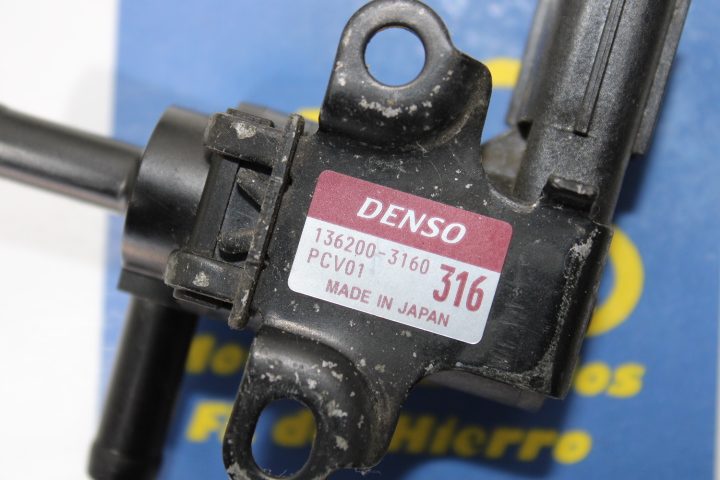 DENSO
136200-3160
PCV01
316
MADE IN JAPAN
Hierro